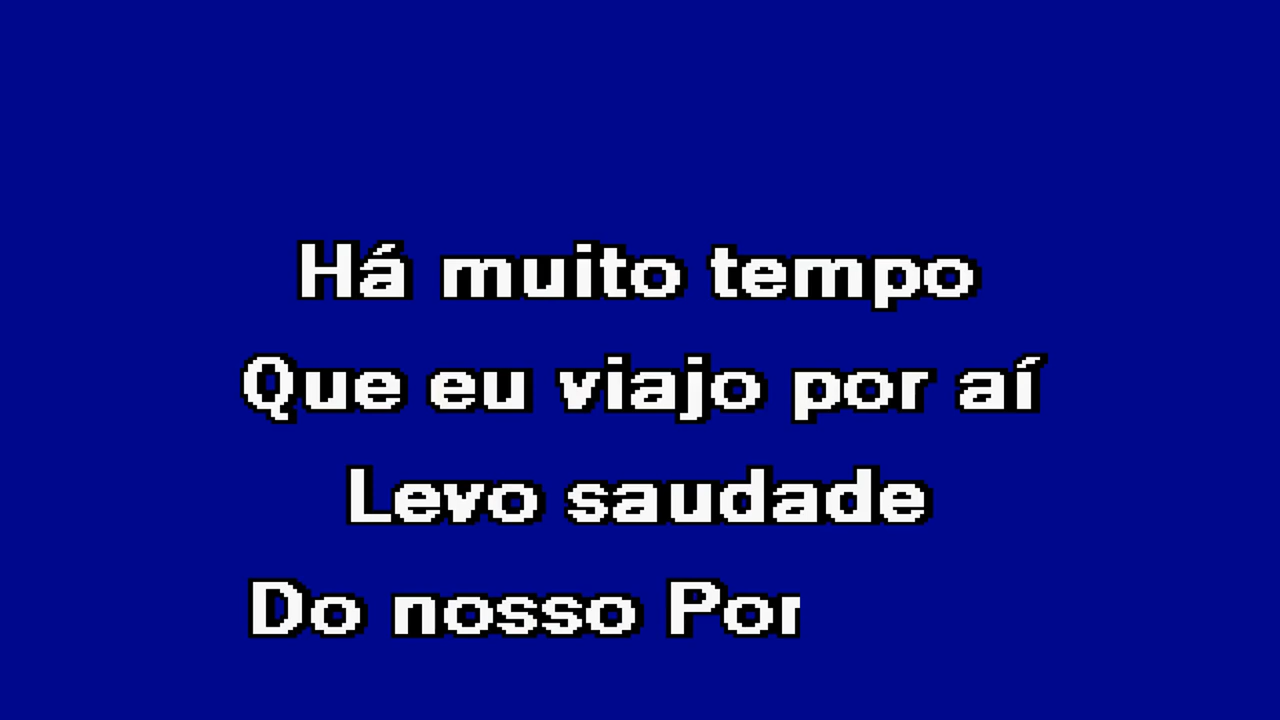 Há muito tempo
Que eu viajo por aí
Levo saudade
Do nosso Por